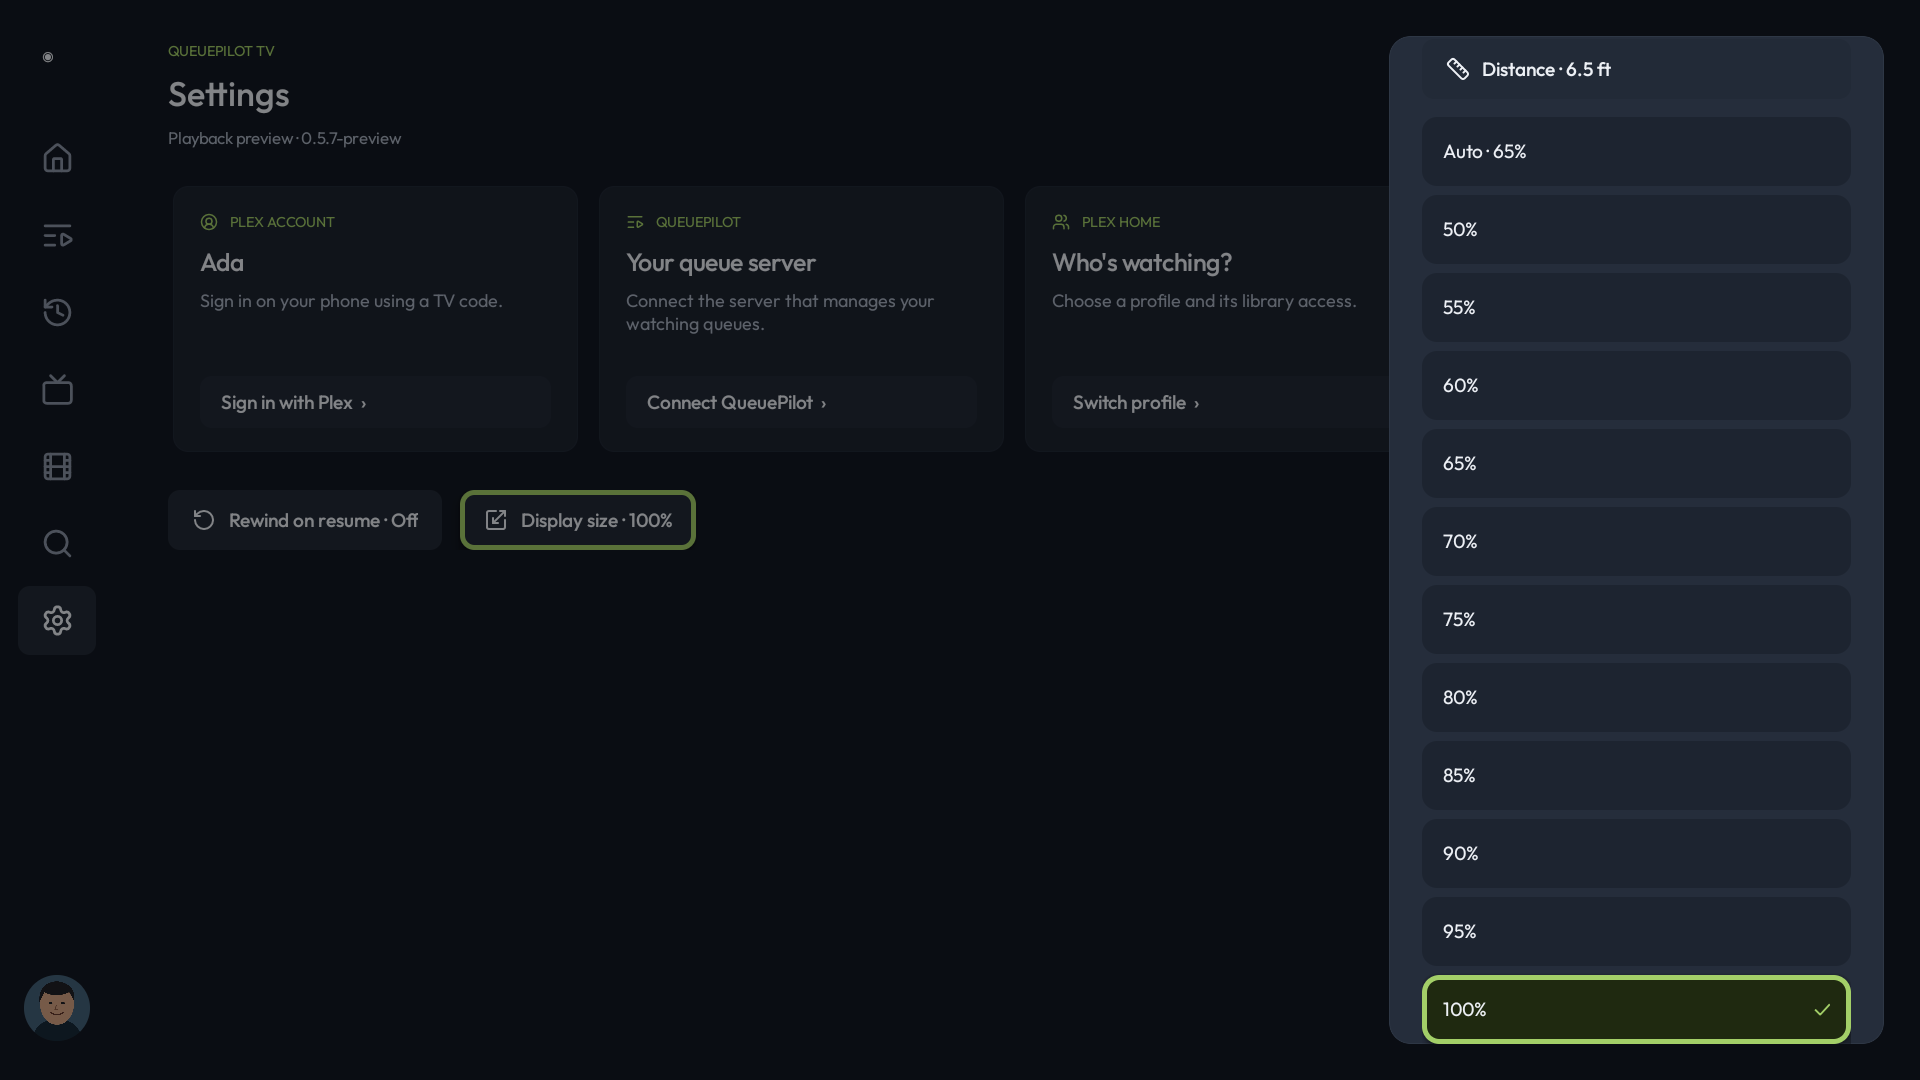 QUEUEPILOT TV
Settings
Playback preview · 0.5.7-preview
PLEX ACCOUNT
Ada
Sign in on your phone using a TV code.
Sign in with Plex ›
QUEUEPILOT
Your queue server
Connect the server that manages your
watching queues.
Connect QueuePilot ›
PLEX HOME
Who's watching?
Choose a profile and its library access.
Switch profile ›
Rewind on resume · Off
Display size · 100%
Distance · 6.5 ft
Auto · 65%
50%
55%
60%
65%
70%
75%
80%
85%
90%
95%
100%